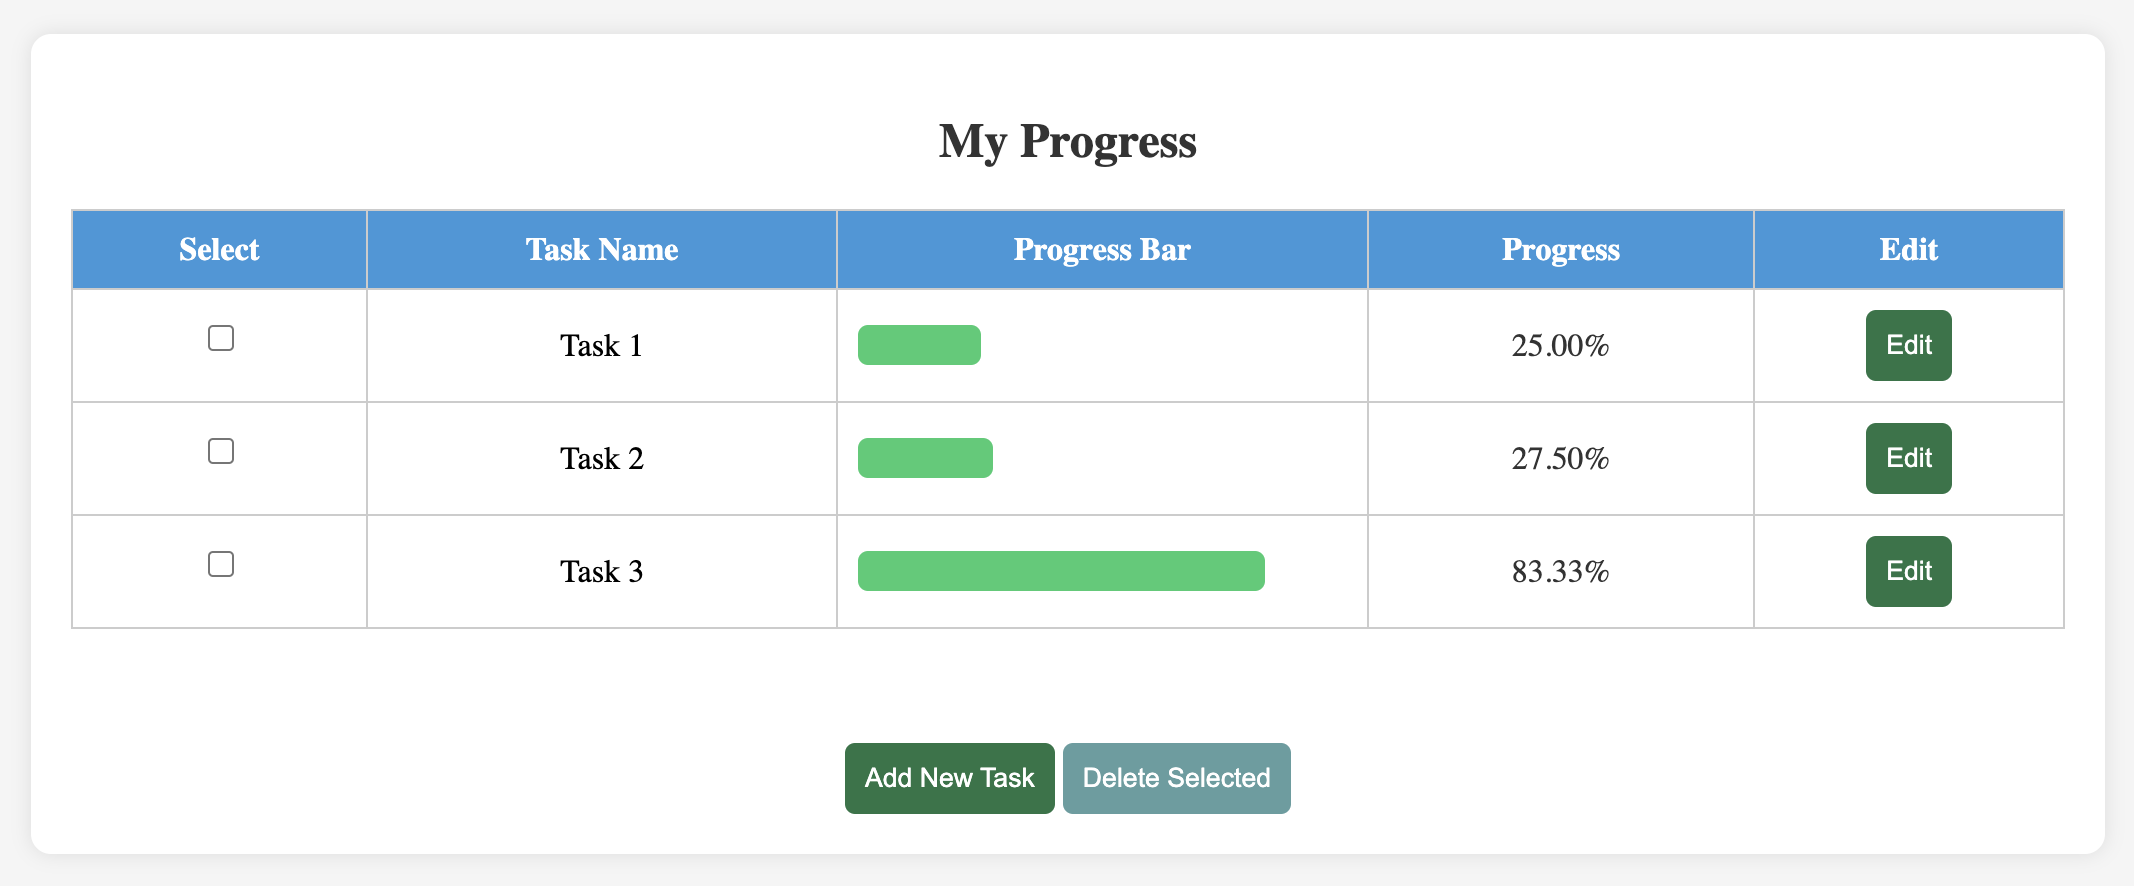 My Progress
Select Task Name Progress Bar Progress Edit
Task 1 25.00% Edit
Task 2 27.50% Edit
Task 3 83.33% Edit
Add New Task Delete Selected